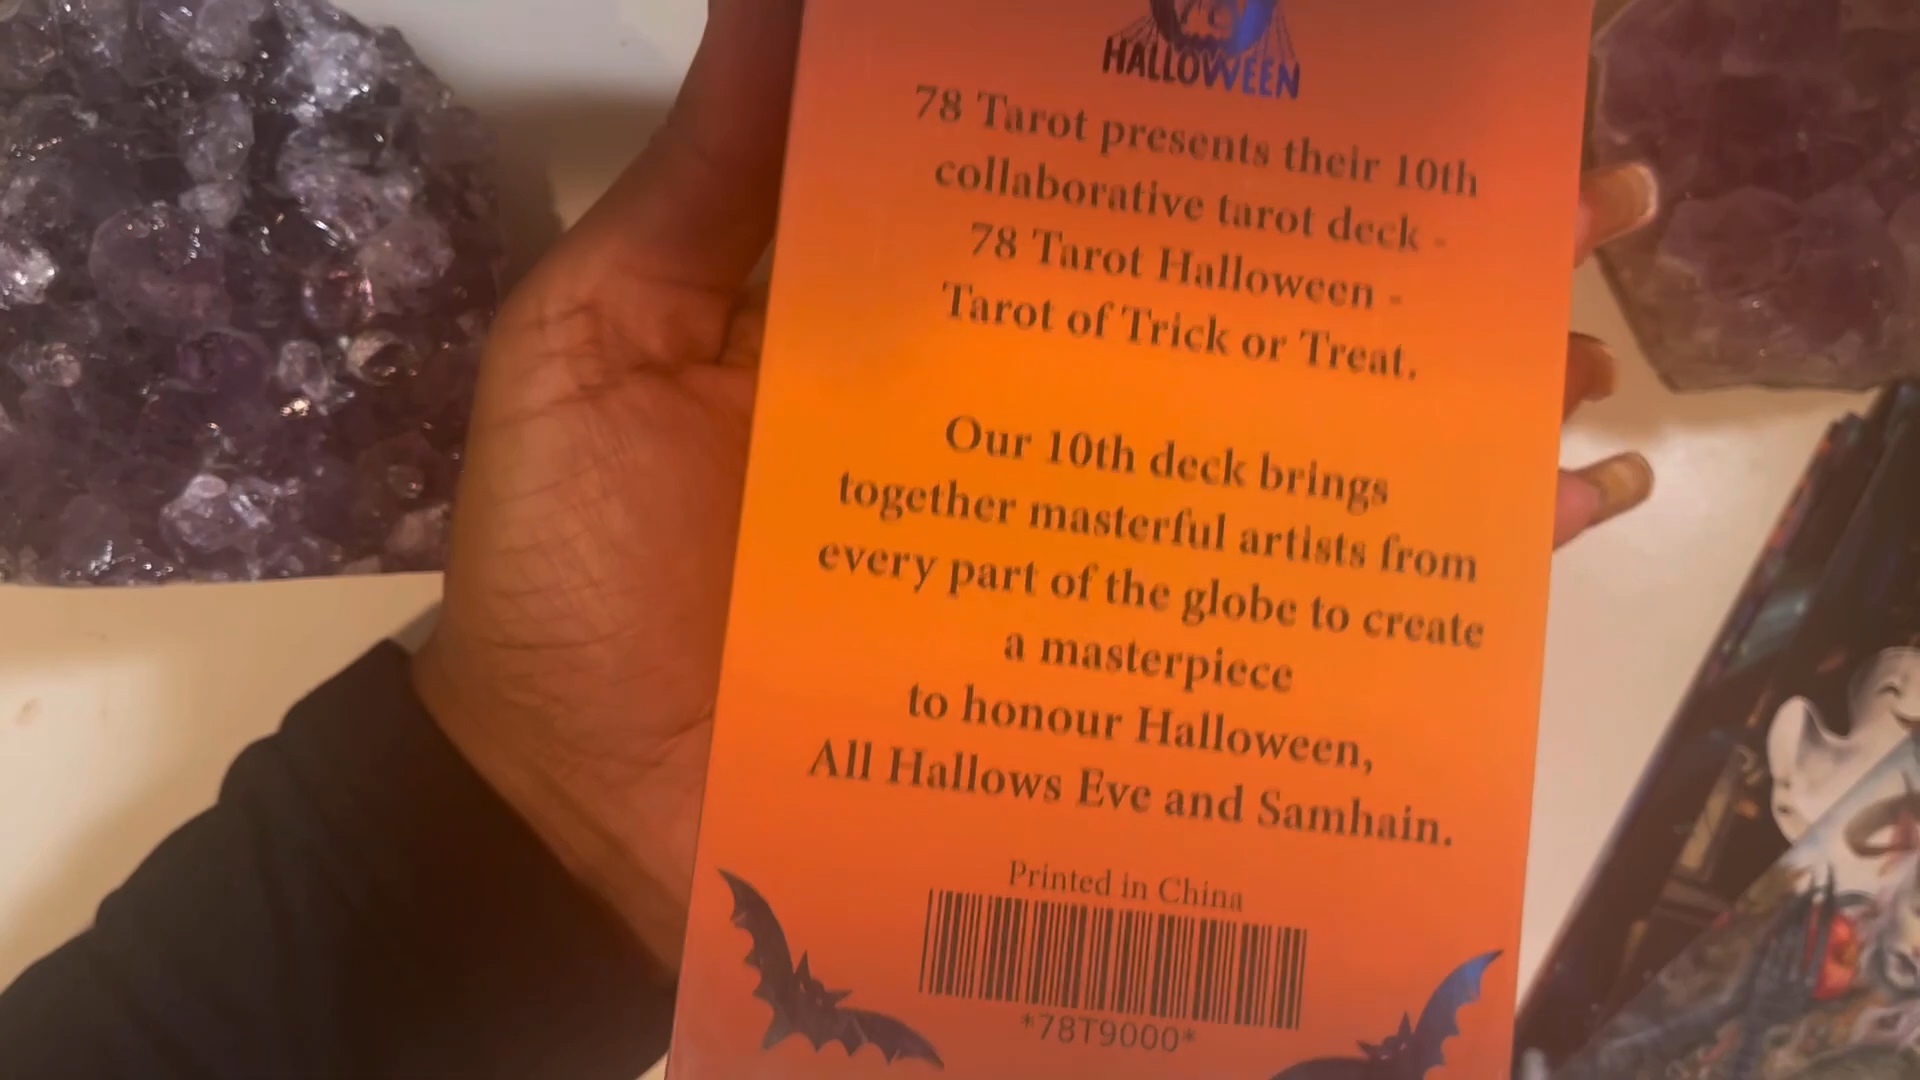 HALLOWEEN
78 Tarot presents their 10th
collaborative tarot deck -
78 Tarot Halloween -
Tarot of Trick or Treat.
Our 10th deck brings
together masterful artists from
every part of the globe to create
a masterpiece
to honour Halloween,
All Hallows Eve and Samhain.
Printed in China
*78T9000*